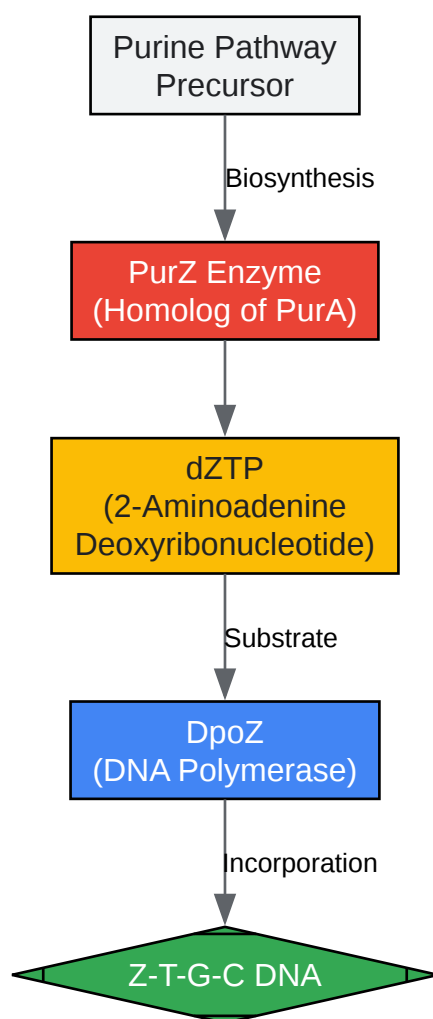 Purine Pathway
Precursor
Biosynthesis
PurZ Enzyme
(Homolog of PurA)
dZTP
(2-Aminoadenine
Deoxyribonucleotide)
Substrate
DpoZ
(DNA Polymerase)
Incorporation
Z-T-G-C DNA